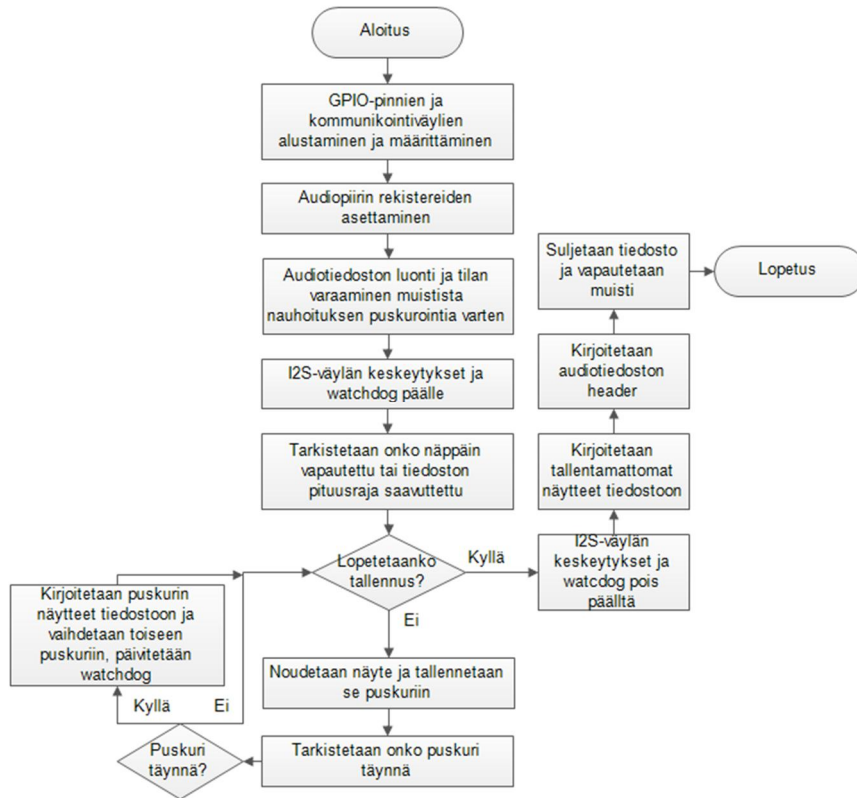 Aloitus
GPIO-pinnien ja
kommunikointiväylien
alustaminen ja määrittäminen
Audiopiirin rekistereiden
asettaminen
Audiotiedoston luonti ja tilan
varaaminen muistista
nauhoituksen puskurointia varten
I2S-väylän keskeytykset ja
watchdog päälle
Tarkistetaan onko näppäin
vapautettu tai tiedoston
pituusraja saavutettu
Lopetetaanko
tallennus?
Kyllä
Ei
Noudetaan näyte ja tallennetaan
se puskuriin
Tarkistetaan onko puskuri
täynnä
Puskuri
täynnä?
Kyllä
Ei
Kirjoitetaan puskurin
näytteet tiedostoon ja
vaihdetaan toiseen
puskuriin, päivitetään
watchdog
I2S-väylän
keskeytykset ja
watcdog pois
päälltä
Kirjoitetaan
tallentamattomat
näytteet tiedostoon
Kirjoitetaan
audiotiedoston
header
Suljetaan tiedosto
ja vapautetaan
muisti
Lopetus